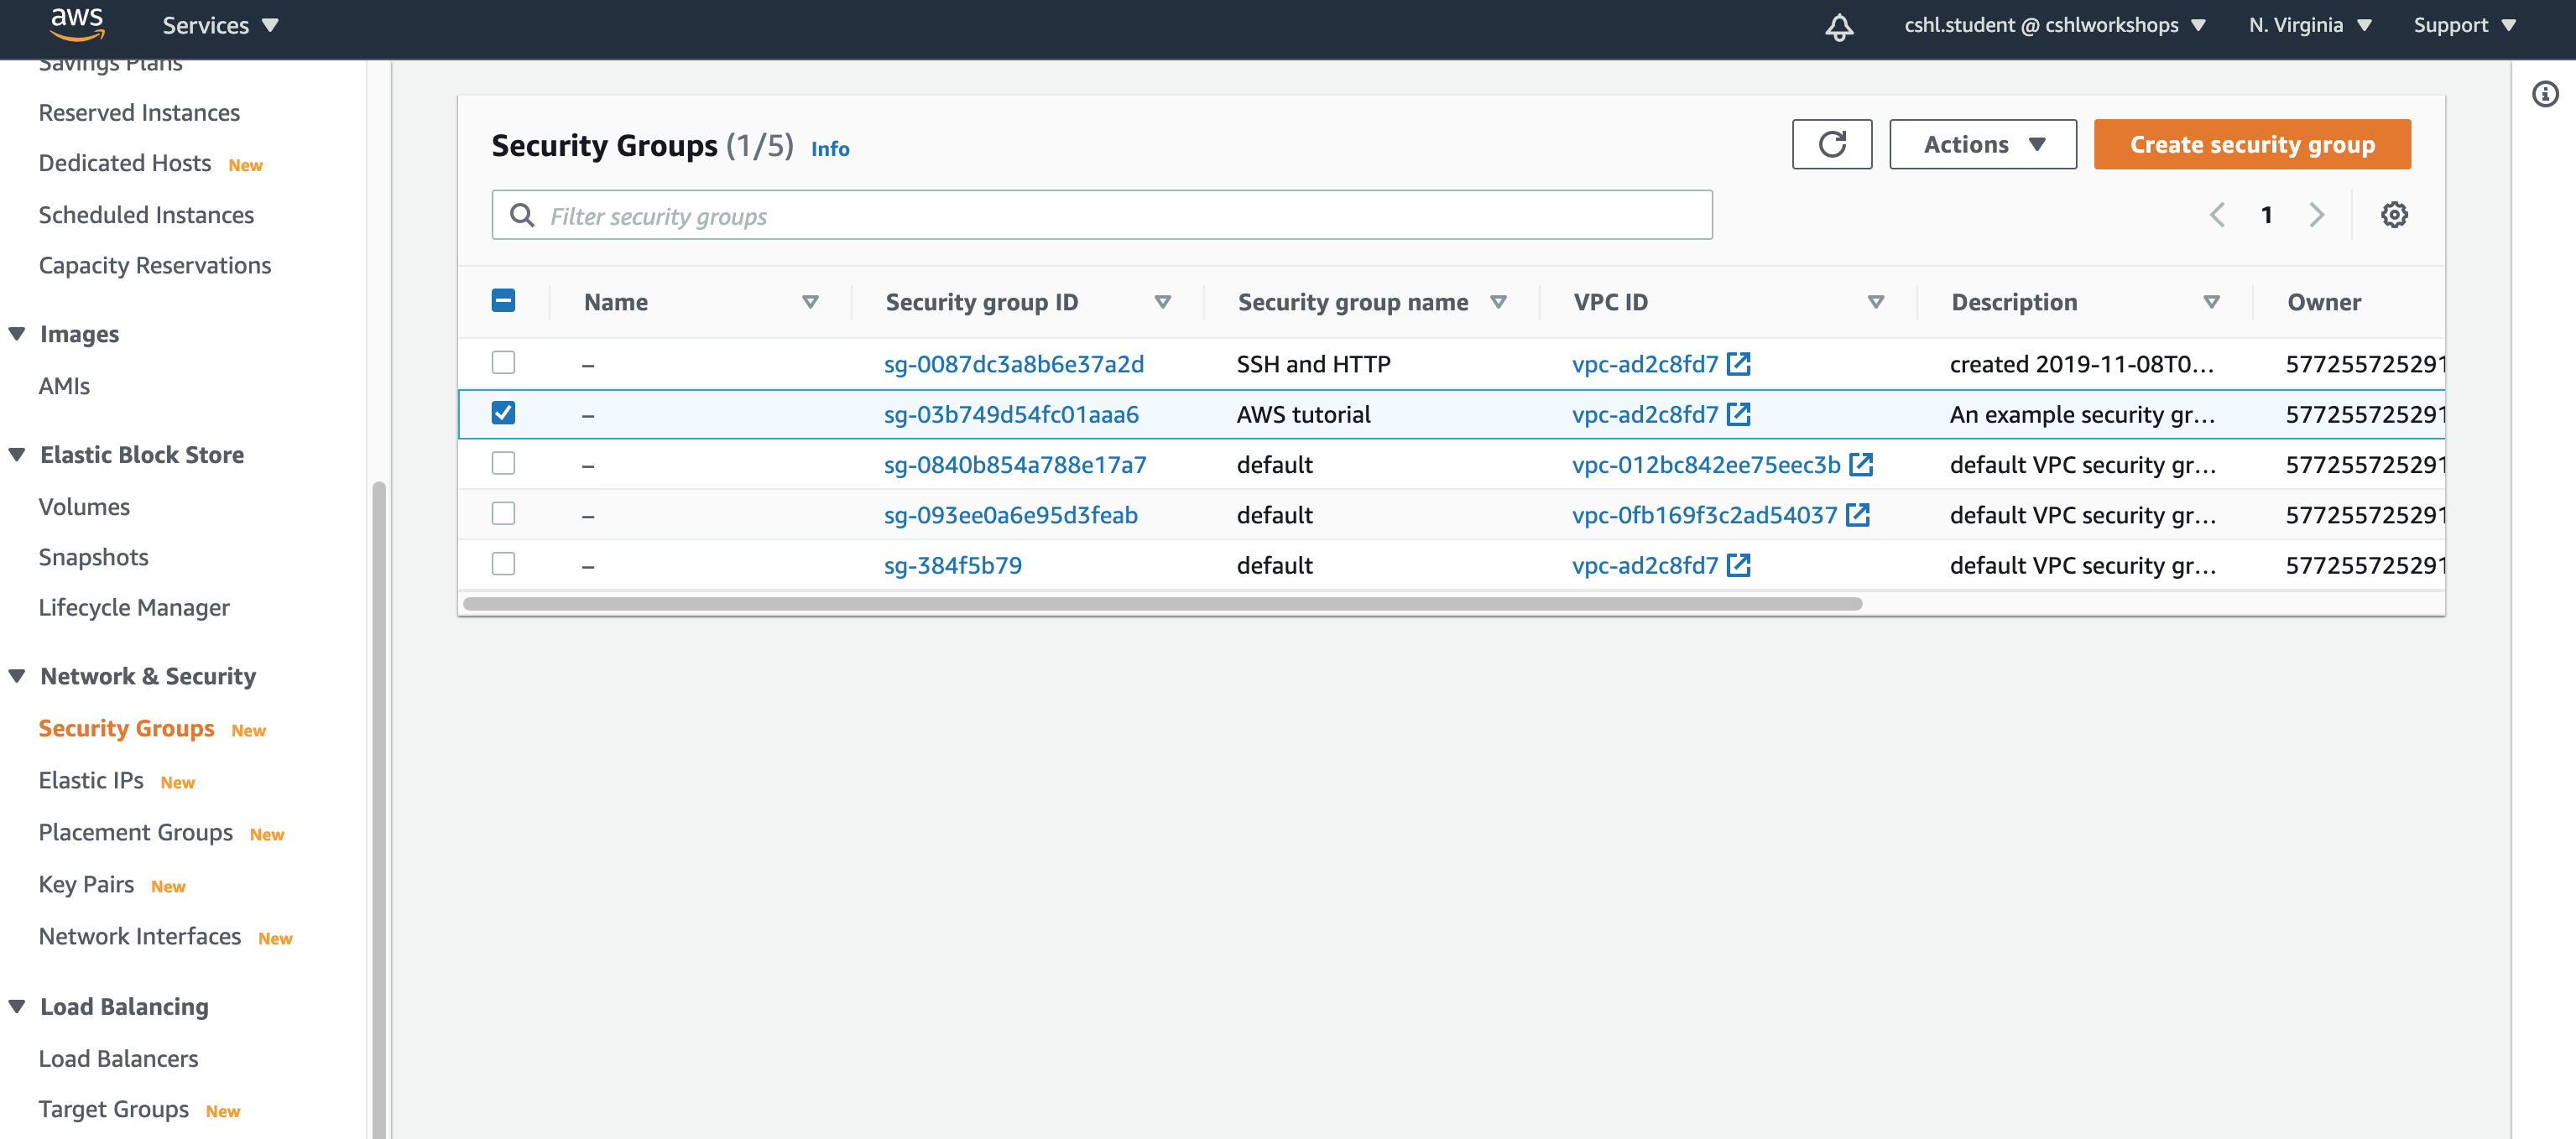 aws Services cshl.student @ cshlworkshops N. Virginia Support
Savings Plans
Reserved Instances
Dedicated Hosts New
Scheduled Instances
Capacity Reservations
Images
AMIs
Elastic Block Store
Volumes
Snapshots
Lifecycle Manager
Network & Security
Security Groups New
Elastic IPs New
Placement Groups New
Key Pairs New
Network Interfaces New
Load Balancing
Load Balancers
Target Groups New
Security Groups (1/5) Info Actions Create security group
Filter security groups 1
Name Security group ID Security group name VPC ID Description Owner
– sg-0087dc3a8b6e37a2d SSH and HTTP vpc-ad2c8fd7 created 2019-11-08T0... 577255725291
– sg-03b749d54fc01aaa6 AWS tutorial vpc-ad2c8fd7 An example security gr... 577255725291
– sg-0840b854a788e17a7 default vpc-012bc842ee75eec3b default VPC security gr... 577255725291
– sg-093ee0a6e95d3feab default vpc-0fb169f3c2ad54037 default VPC security gr... 577255725291
– sg-384f5b79 default vpc-ad2c8fd7 default VPC security gr... 577255725291